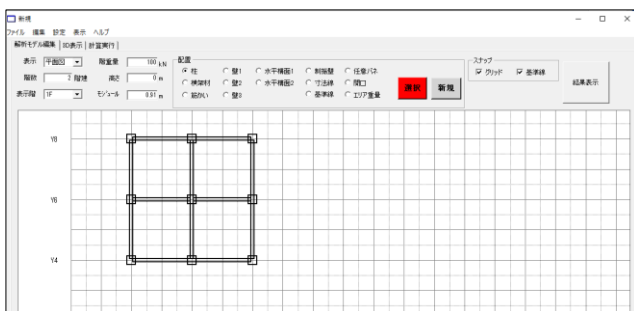 新規
ファイル 編集 設定 表示 ヘルプ
解析モデル編集 3D表示 計算実行
表示 平面図 階重量 100 kN
階数 2 階建 高さ 0 m
表示階 1F モジュール 0.91 m
配置
柱 壁1 水平構面1 制振壁 任意バネ
横架材 壁2 水平構面2 寸法線 開口
筋かい 壁3 基準線 エリア重量
選択 新規
スナップ
グリッド 基準線
結果表示
Y8
Y6
Y4